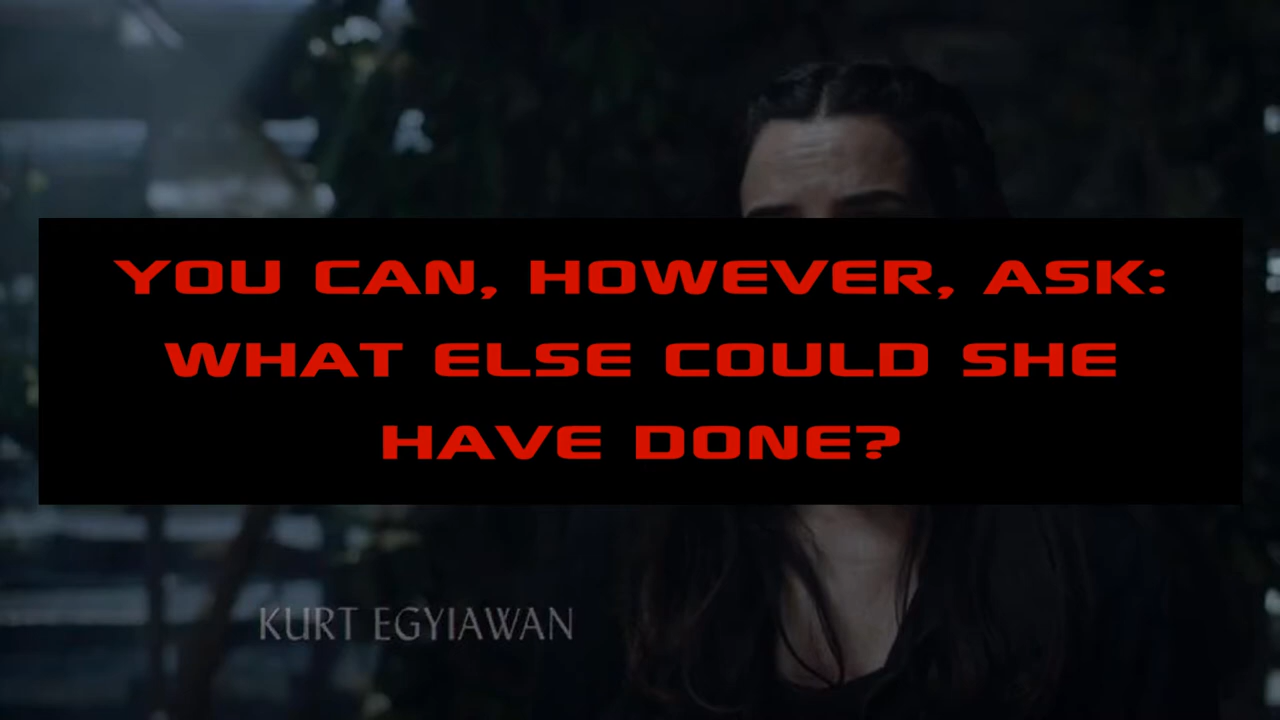 YOU CAN, HOWEVER, ASK:
WHAT ELSE COULD SHE
HAVE DONE?
KURT EGYIAWAN